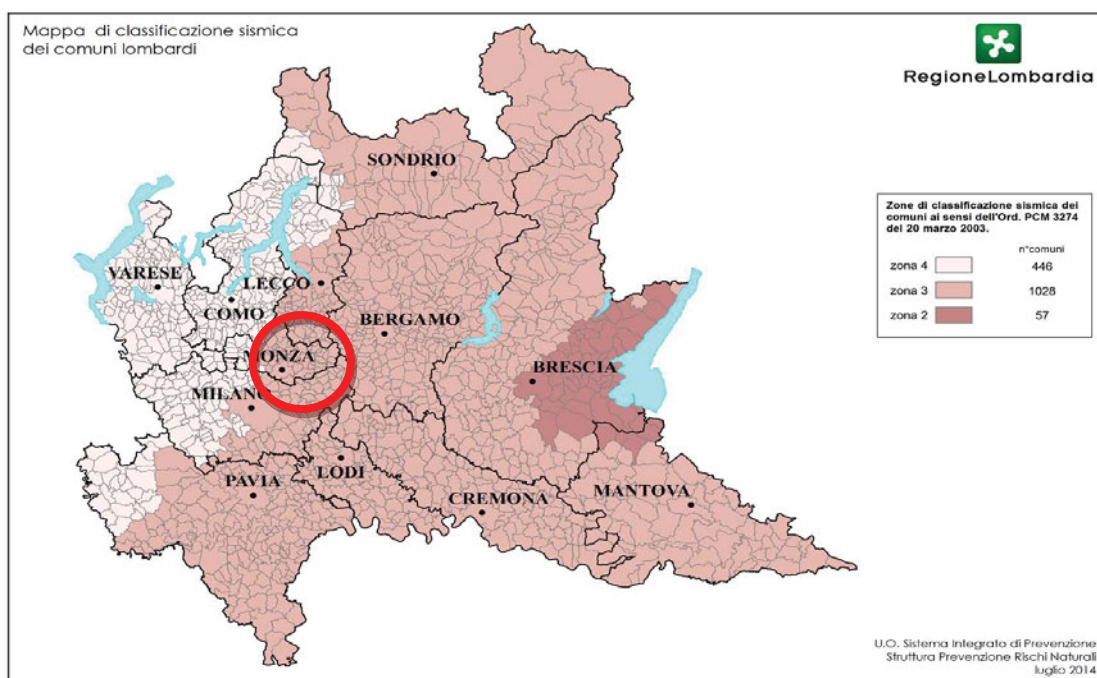 Mappa di classificazione sismica
dei comuni lombardi
RegioneLombardia
SONDRIO
Zone di classificazione sismica dei
comuni ai sensi dell'Ord. PCM 3274
del 20 marzo 2003.
n°comuni
zona 4 446
zona 3 1028
zona 2 57
VARESE
LECCO
COMO
BERGAMO
MONZA
BRESCIA
MILANO
LODI
PAVIA
CREMONA
MANTOVA
U.O. Sistema Integrato di Prevenzione
Struttura Prevenzione Rischi Naturali
luglio 2014